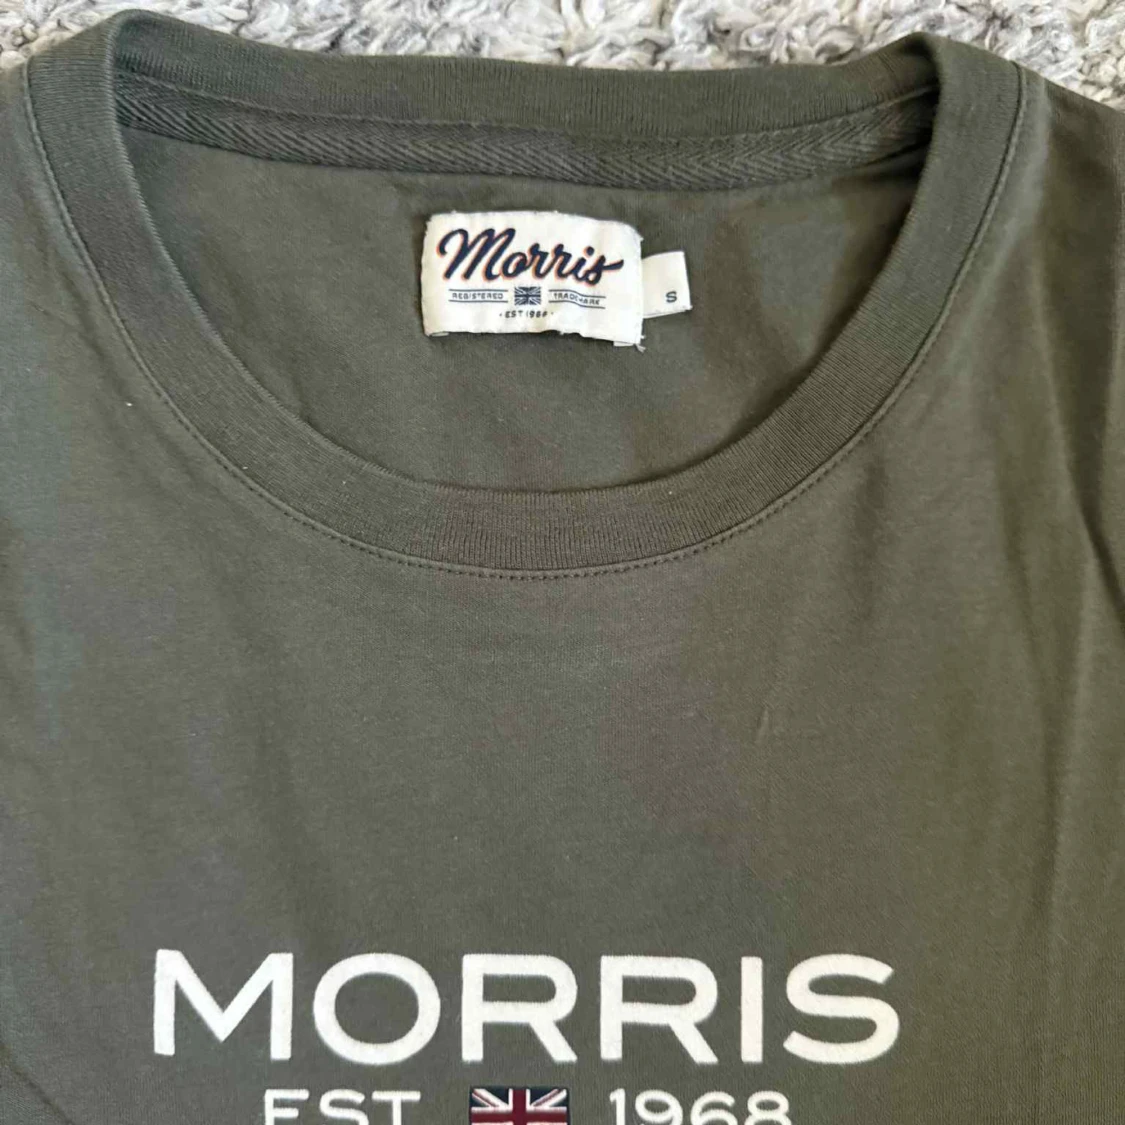 Morris
REGISTERED TRADEMARK
· EST 1968 ·
S
MORRIS
EST 1968